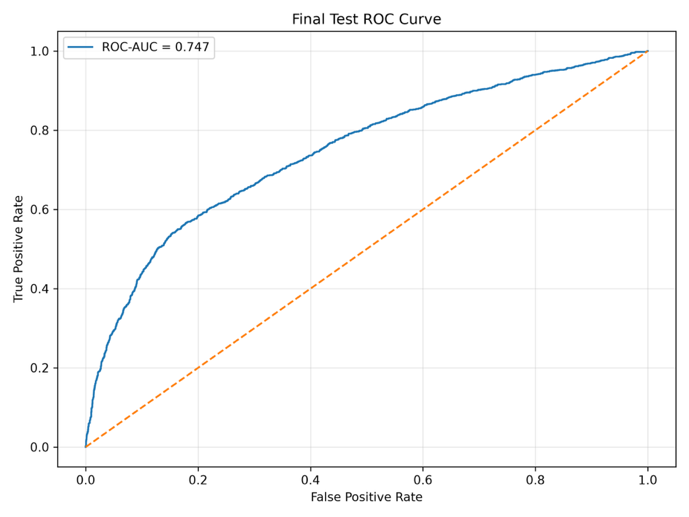 Final Test ROC Curve
ROC-AUC = 0.747
True Positive Rate
1.0
0.8
0.6
0.4
0.2
0.0
0.0 0.2 0.4 0.6 0.8 1.0
False Positive Rate